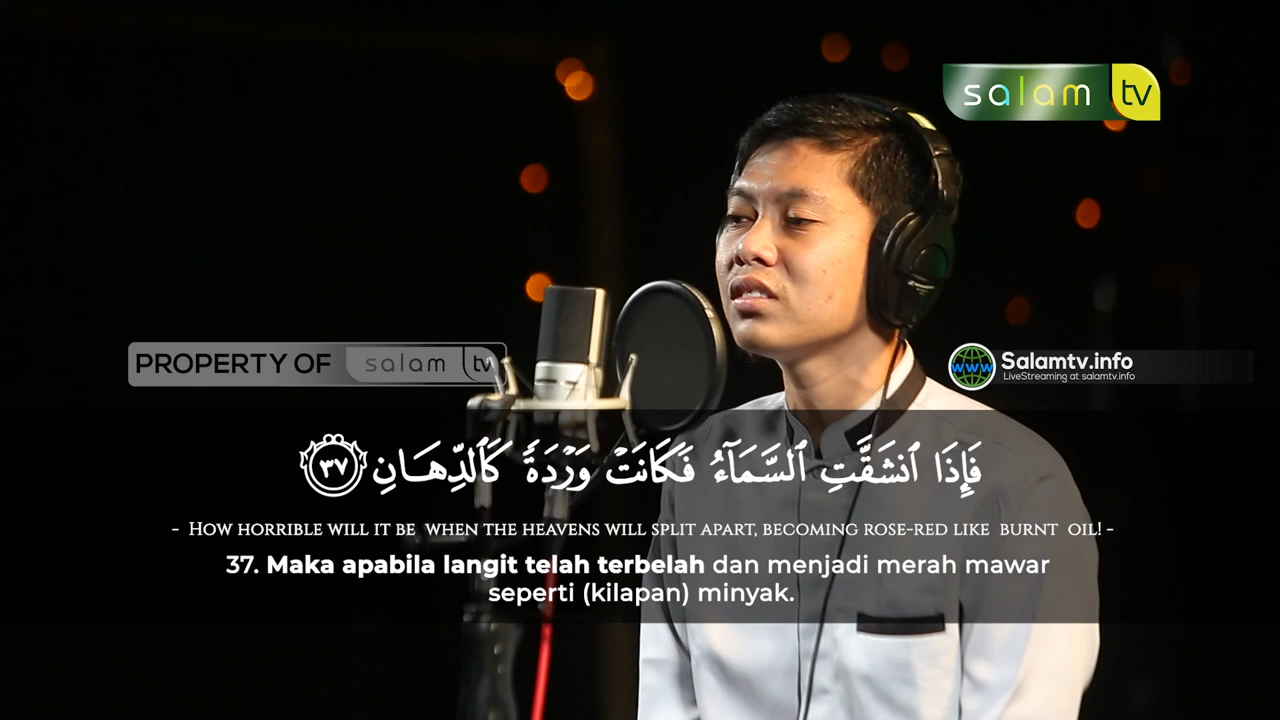 salam tv
PROPERTY OF salam tv
www Salamtv.info
LiveStreaming at salamtv.info
فَإِذَا ٱنشَقَّتِ ٱلسَّمَآءُ فَكَانَتْ وَرْدَةً كَٱلدِّهَانِ ٣٧
- HOW HORRIBLE WILL IT BE WHEN THE HEAVENS WILL SPLIT APART, BECOMING ROSE-RED LIKE BURNT OIL! -
37. Maka apabila langit telah terbelah dan menjadi merah mawar
seperti (kilapan) minyak.